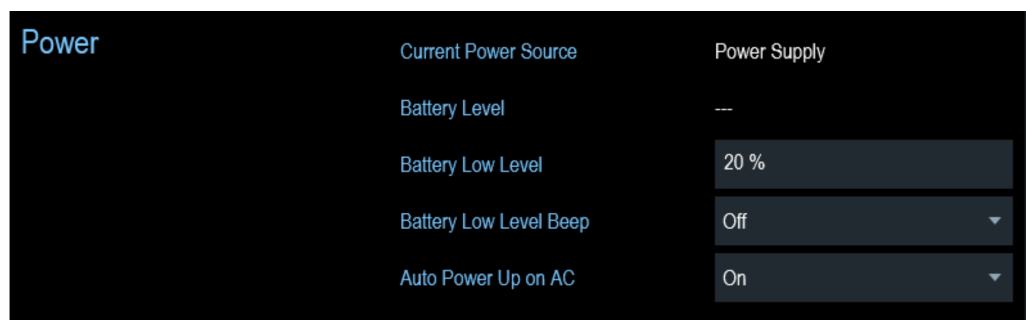 Power
Current Power Source Power Supply
Battery Level ---
Battery Low Level 20 %
Battery Low Level Beep Off
Auto Power Up on AC On